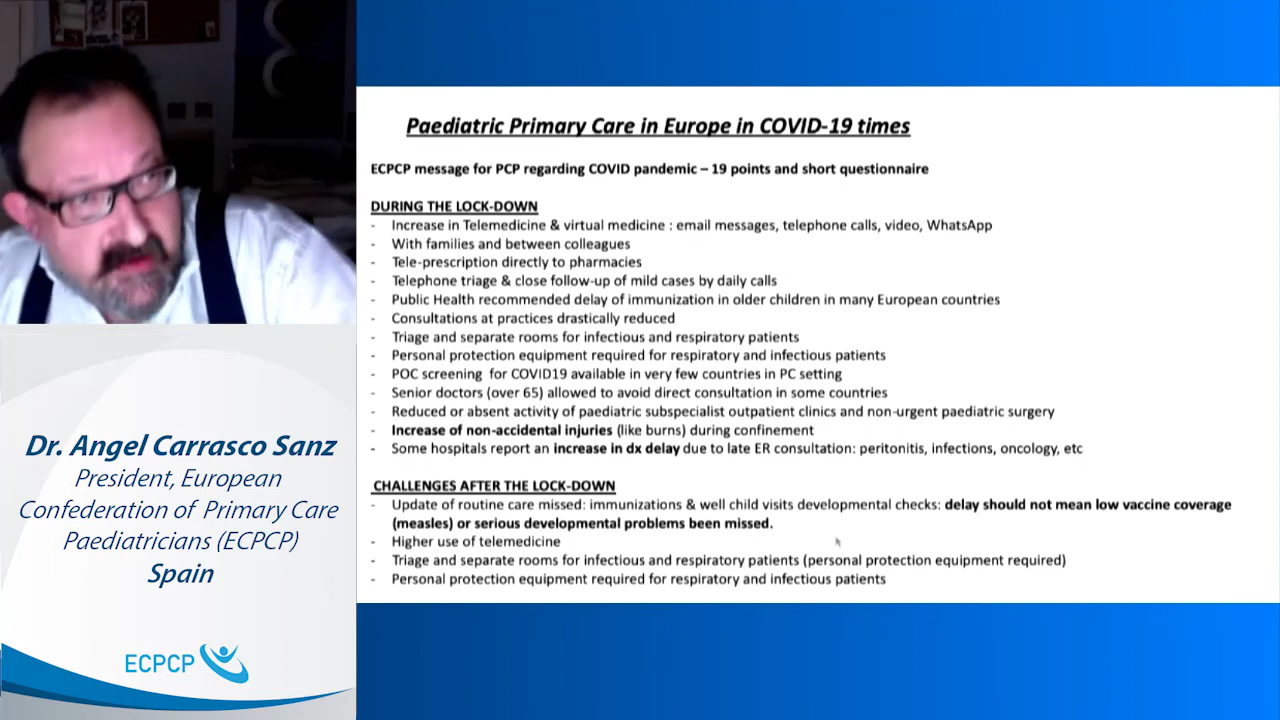 Paediatric Primary Care in Europe in COVID-19 times
ECPCP message for PCP regarding COVID pandemic – 19 points and short questionnaire
DURING THE LOCK-DOWN
- Increase in Telemedicine & virtual medicine : email messages, telephone calls, video, WhatsApp
- With families and between colleagues
- Tele-prescription directly to pharmacies
- Telephone triage & close follow-up of mild cases by daily calls
- Public Health recommended delay of immunization in older children in many European countries
- Consultations at practices drastically reduced
- Triage and separate rooms for infectious and respiratory patients
- Personal protection equipment required for respiratory and infectious patients
- POC screening for COVID19 available in very few countries in PC setting
- Senior doctors (over 65) allowed to avoid direct consultation in some countries
- Reduced or absent activity of paediatric subspecialist outpatient clinics and non-urgent paediatric surgery
- Increase of non-accidental injuries (like burns) during confinement
- Some hospitals report an increase in dx delay due to late ER consultation: peritonitis, infections, oncology, etc
CHALLENGES AFTER THE LOCK-DOWN
- Update of routine care missed: immunizations & well child visits developmental checks: delay should not mean low vaccine coverage
(measles) or serious developmental problems been missed.
- Higher use of telemedicine
- Triage and separate rooms for infectious and respiratory patients (personal protection equipment required)
- Personal protection equipment required for respiratory and infectious patients
Dr. Angel Carrasco Sanz
President, European
Confederation of Primary Care
Paediatricians (ECPCP)
Spain
ECPCP